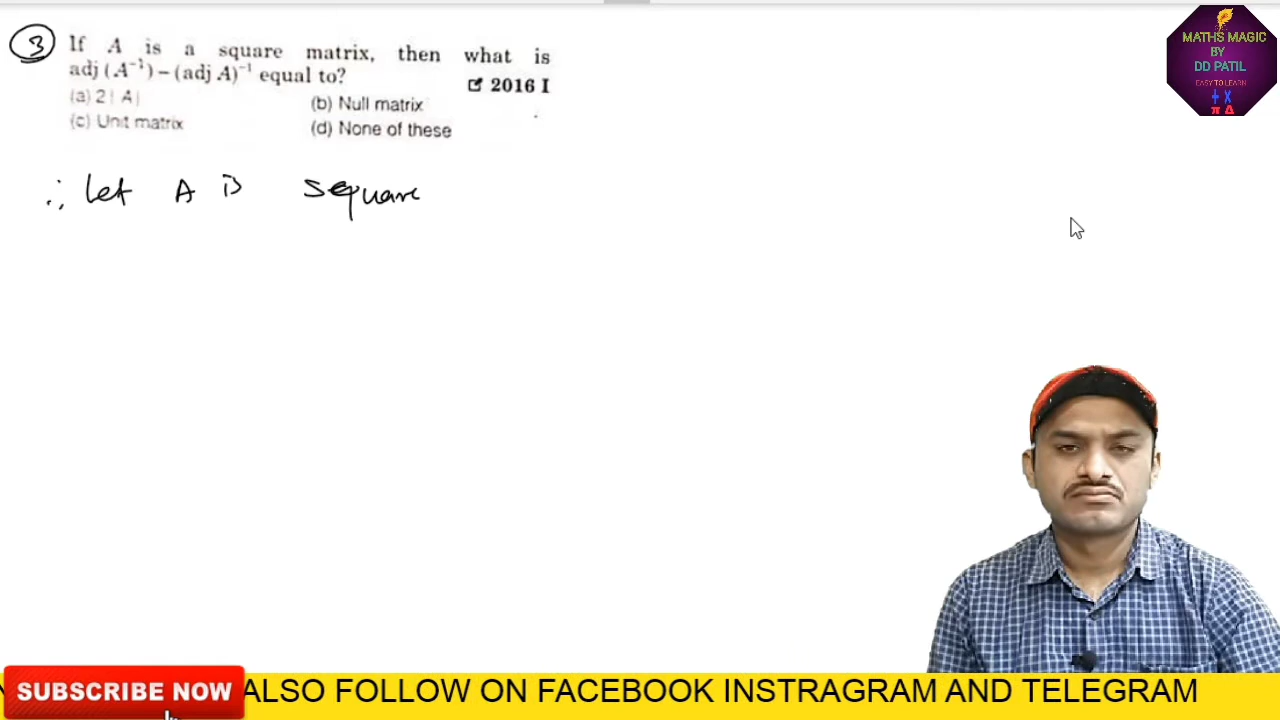 3 If A is a square matrix, then what is
adj (A⁻¹) – (adj A)⁻¹ equal to?
2016 I
(a) 2 | A |
(b) Null matrix
(c) Unit matrix
(d) None of these
∴ Let A is square
MATHS MAGIC
BY
DD PATIL
EASY TO LEARN
+ X
π Δ
SUBSCRIBE NOW
ALSO FOLLOW ON FACEBOOK INSTRAGRAM AND TELEGRAM